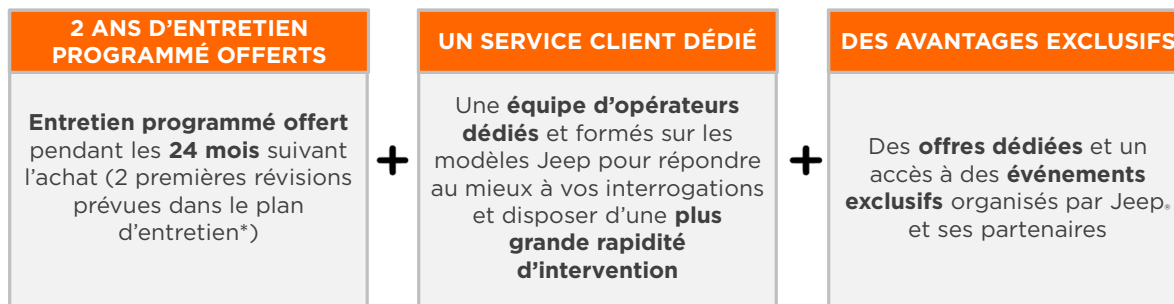 2 ANS D’ENTRETIEN
PROGRAMMÉ OFFERTS
Entretien programmé offert
pendant les 24 mois suivant
l’achat (2 premières révisions
prévues dans le plan
d’entretien*)
+
UN SERVICE CLIENT DÉDIÉ
Une équipe d’opérateurs
dédiés et formés sur les
modèles Jeep pour répondre
au mieux à vos interrogations
et disposer d’une plus
grande rapidité
d’intervention
+
DES AVANTAGES EXCLUSIFS
Des offres dédiées et un
accès à des événements
exclusifs organisés par Jeep®
et ses partenaires